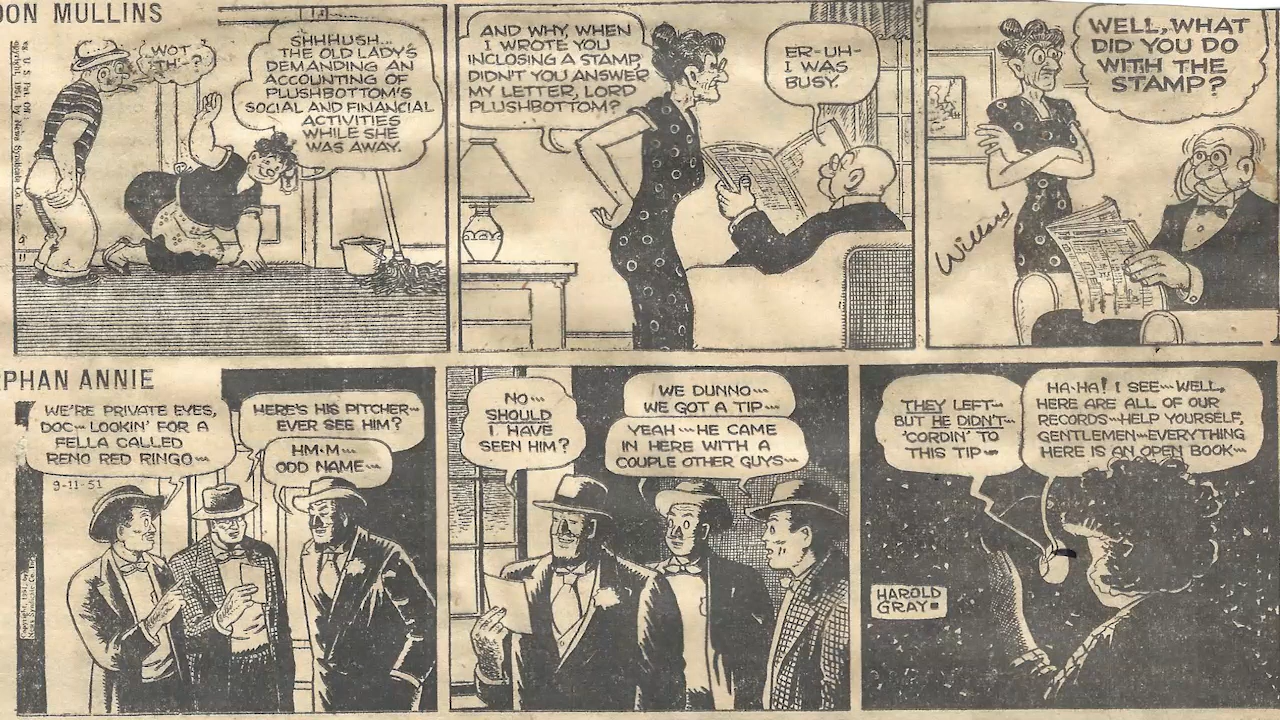 OON MULLINS
WOT
TH'-?
SHHHUSH...
THE OLD LADY'S
DEMANDING AN
ACCOUNTING OF
PLUSHBOTTOM'S
SOCIAL AND FINANCIAL
ACTIVITIES
WHILE SHE
WAS AWAY.
AND WHY, WHEN
I WROTE YOU
INCLOSING A STAMP,
DIDN'T YOU ANSWER
MY LETTER, LORD
PLUSHBOTTOM?
ER-UH-
I WAS
BUSY.
WELL, WHAT
DID YOU DO
WITH THE
STAMP?
Willard
PHAN ANNIE
WE'RE PRIVATE EYES,
DOC--- LOOKIN' FOR A
FELLA CALLED
RENO RED RINGO---
HERE'S HIS PITCHER---
EVER SEE HIM?
HM-M---
ODD NAME---
9-11-51
NO---
SHOULD
I HAVE
SEEN HIM?
WE DUNNO---
WE GOT A TIP---
YEAH---HE CAME
IN HERE WITH A
COUPLE OTHER GUYS---
THEY LEFT---
BUT HE DIDN'T---
'CORDIN' TO
THIS TIP---
HA-HA! I SEE---WELL,
HERE ARE ALL OF OUR
RECORDS---HELP YOURSELF,
GENTLEMEN---EVERYTHING
HERE IS AN OPEN BOOK---
HAROLD
GRAY